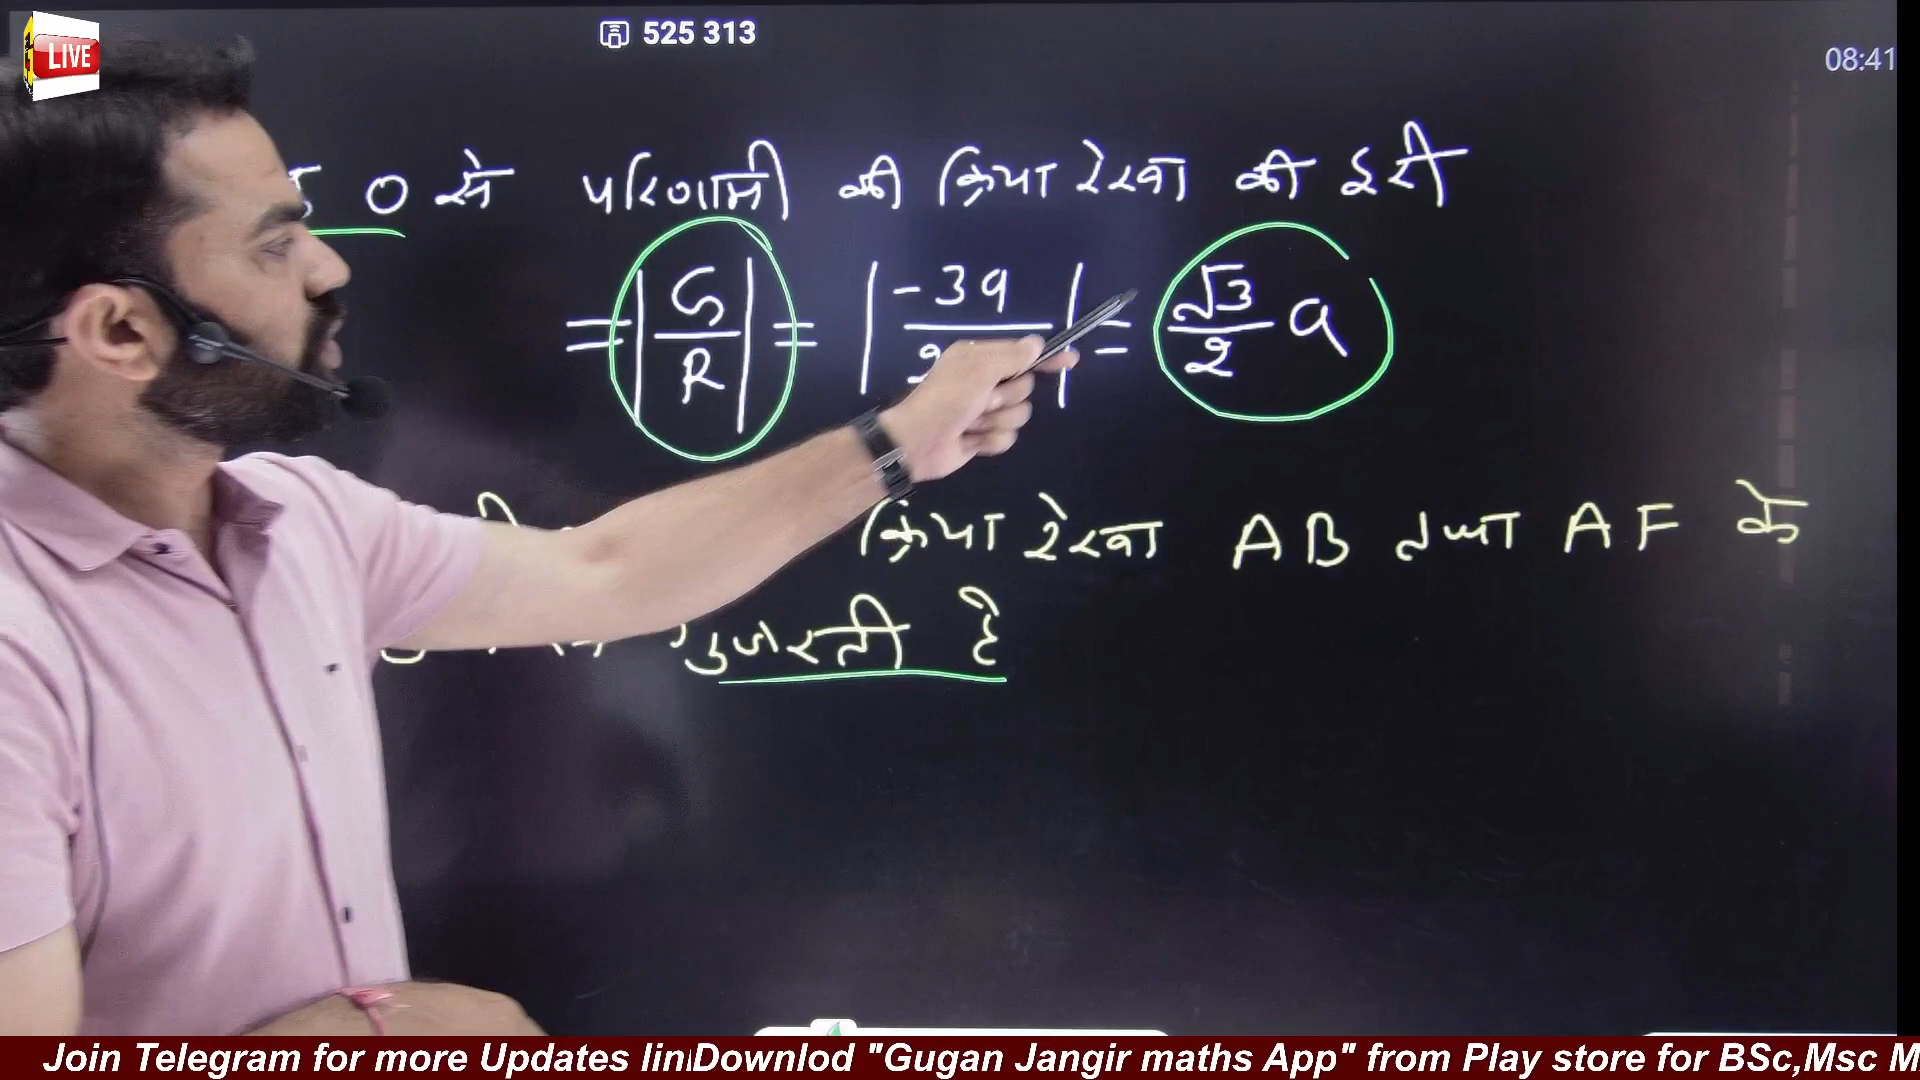 LIVE
525 313
08:41
O से परिणामी की क्रिया रेखा की दूरी
= |G/R| = |-3a/2 | = √3/2 a
क्रिया रेखा AB तथा AF के
गुजरती है
Join Telegram for more Updates lin Downlod "Gugan Jangir maths App" from Play store for BSc,Msc M